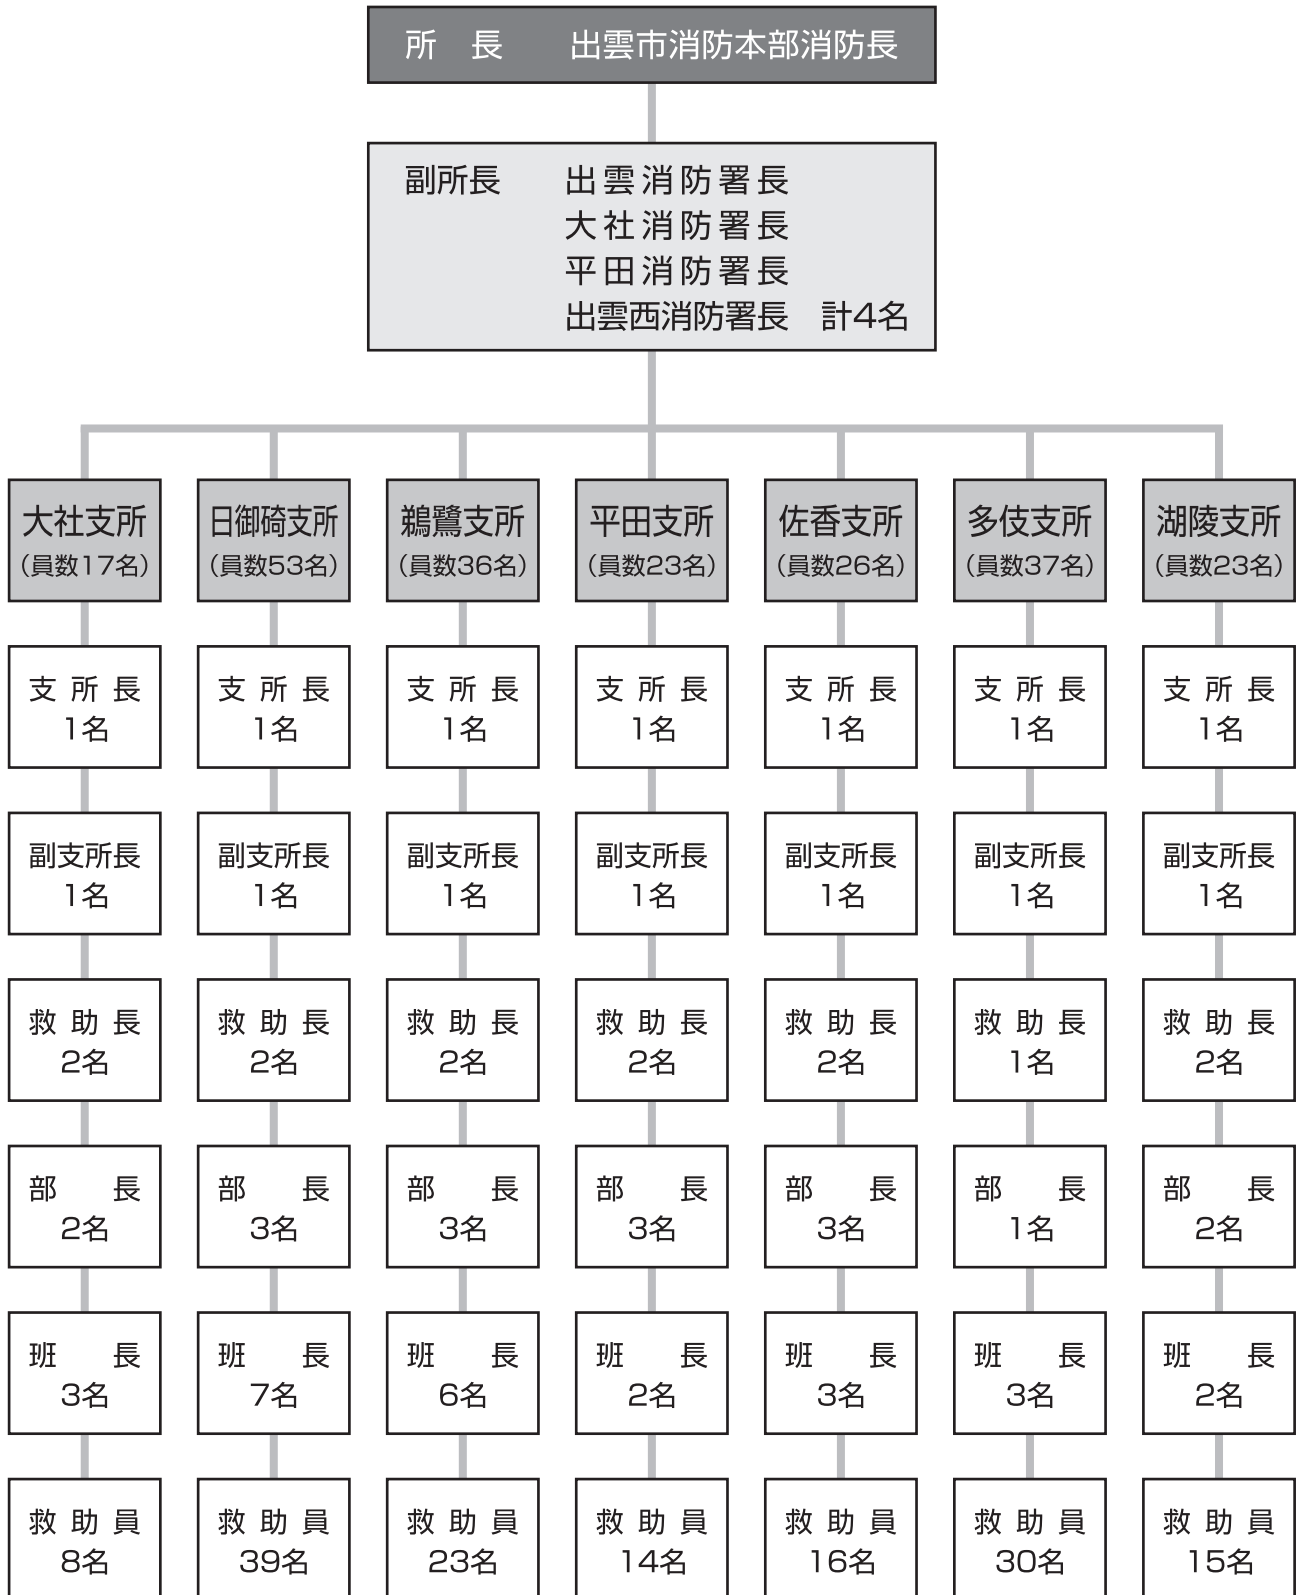 所　長　　出雲市消防本部消防長
副所長　　出雲消防署長
大社消防署長
平田消防署長
出雲西消防署長　計4名
大社支所
（員数17名）
日御碕支所
（員数53名）
鵜鷺支所
（員数36名）
平田支所
（員数23名）
佐香支所
（員数26名）
多伎支所
（員数37名）
湖陵支所
（員数23名）
支所長
1名
支所長
1名
支所長
1名
支所長
1名
支所長
1名
支所長
1名
支所長
1名
副支所長
1名
副支所長
1名
副支所長
1名
副支所長
1名
副支所長
1名
副支所長
1名
副支所長
1名
救助長
2名
救助長
2名
救助長
2名
救助長
2名
救助長
2名
救助長
1名
救助長
2名
部　長
2名
部　長
3名
部　長
3名
部　長
3名
部　長
3名
部　長
1名
部　長
2名
班　長
3名
班　長
7名
班　長
6名
班　長
2名
班　長
3名
班　長
3名
班　長
2名
救助員
8名
救助員
39名
救助員
23名
救助員
14名
救助員
16名
救助員
30名
救助員
15名